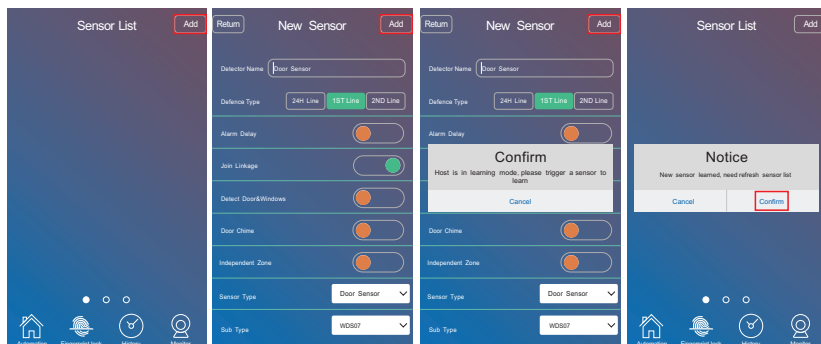 Sensor List
Add
Return
New Sensor
Add
Detector Name
Door Sensor
Defence Type
24H Line
1ST Line
2ND Line
Alarm Delay
Join Linkage
Detect Door&Windows
Door Chime
Independent Zone
Sensor Type
Door Sensor
Sub Type
WDS07
Automation
Fingerprint lock
History
Monitor
Return
New Sensor
Add
Detector Name
Door Sensor
Defence Type
24H Line
1ST Line
2ND Line
Alarm Delay
Confirm
Host is in learning mode, please trigger a sensor to
learn
Cancel
Door Chime
Independent Zone
Sensor Type
Door Sensor
Sub Type
WDS07
Sensor List
Add
Notice
New sensor learned, need refresh sensor list
Cancel
Confirm
Automation
Fingerprint lock
History
Monitor